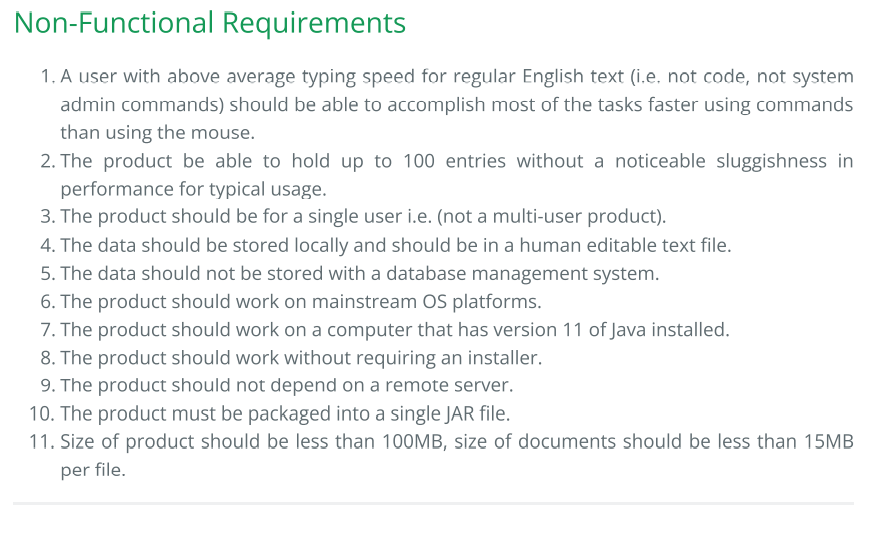 Non-Functional Requirements
1. A user with above average typing speed for regular English text (i.e. not code, not system
admin commands) should be able to accomplish most of the tasks faster using commands
than using the mouse.
2. The product be able to hold up to 100 entries without a noticeable sluggishness in
performance for typical usage.
3. The product should be for a single user i.e. (not a multi-user product).
4. The data should be stored locally and should be in a human editable text file.
5. The data should not be stored with a database management system.
6. The product should work on mainstream OS platforms.
7. The product should work on a computer that has version 11 of Java installed.
8. The product should work without requiring an installer.
9. The product should not depend on a remote server.
10. The product must be packaged into a single JAR file.
11. Size of product should be less than 100MB, size of documents should be less than 15MB
per file.